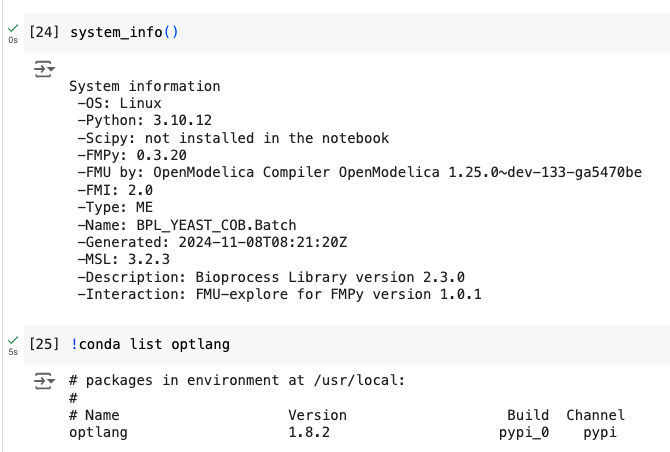 [24] system_info()
0s
System information
-OS: Linux
-Python: 3.10.12
-Scipy: not installed in the notebook
-FMPy: 0.3.20
-FMU by: OpenModelica Compiler OpenModelica 1.25.0~dev-133-ga5470be
-FMI: 2.0
-Type: ME
-Name: BPL_YEAST_COB.Batch
-Generated: 2024-11-08T08:21:20Z
-MSL: 3.2.3
-Description: Bioprocess Library version 2.3.0
-Interaction: FMU-explore for FMPy version 1.0.1
[25] !conda list optlang
5s
# packages in environment at /usr/local:
#
# Name Version Build Channel
optlang 1.8.2 pypi_0 pypi